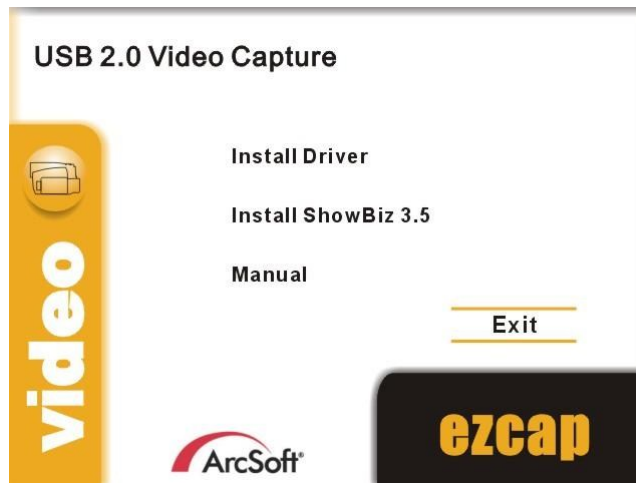 USB 2.0 Video Capture
Install Driver
Install ShowBiz 3.5
Manual
Exit
video
ArcSoft®
ezcap